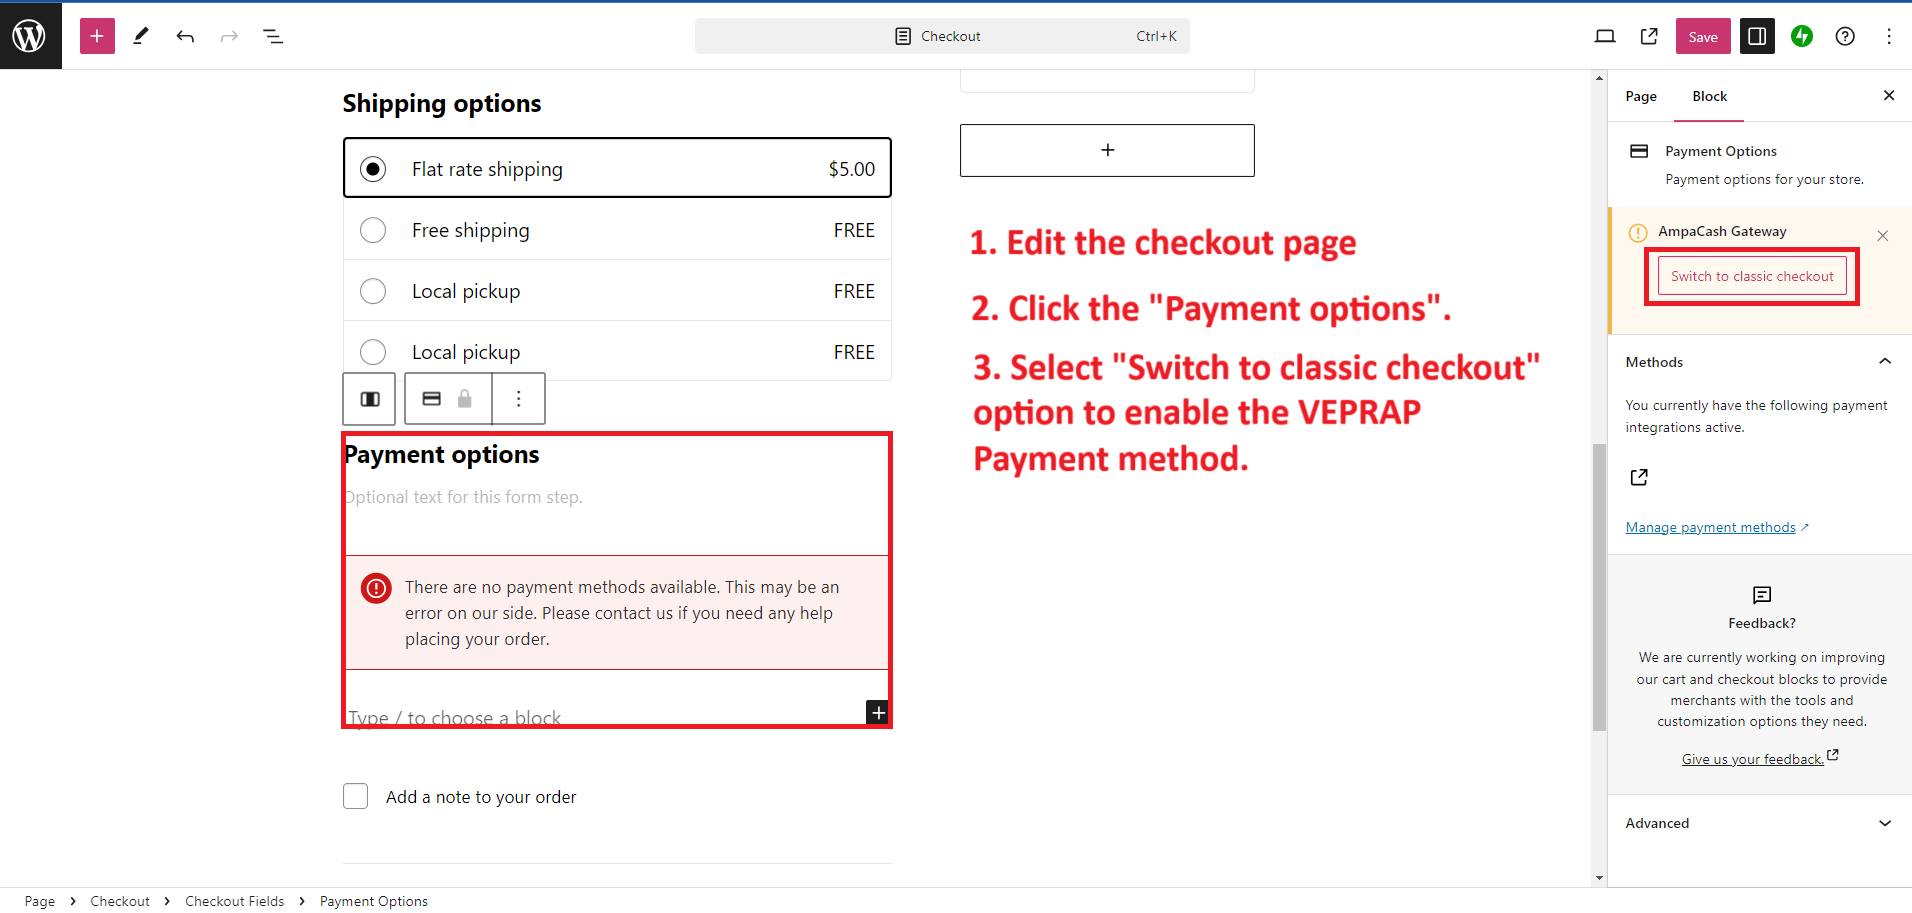 Checkout
Ctrl+K
Save
Shipping options
Flat rate shipping
$5.00
Free shipping
FREE
Local pickup
FREE
Local pickup
FREE
Payment options
Optional text for this form step.
There are no payment methods available. This may be an
error on our side. Please contact us if you need any help
placing your order.
Type / to choose a block
Add a note to your order
1. Edit the checkout page
2. Click the "Payment options".
3. Select "Switch to classic checkout"
option to enable the VEPRAP
Payment method.
Page
Block
Payment Options
Payment options for your store.
AmpaCash Gateway
Switch to classic checkout
Methods
You currently have the following payment
integrations active.
Manage payment methods
Feedback?
We are currently working on improving
our cart and checkout blocks to provide
merchants with the tools and
customization options they need.
Give us your feedback.
Advanced
Page > Checkout > Checkout Fields > Payment Options